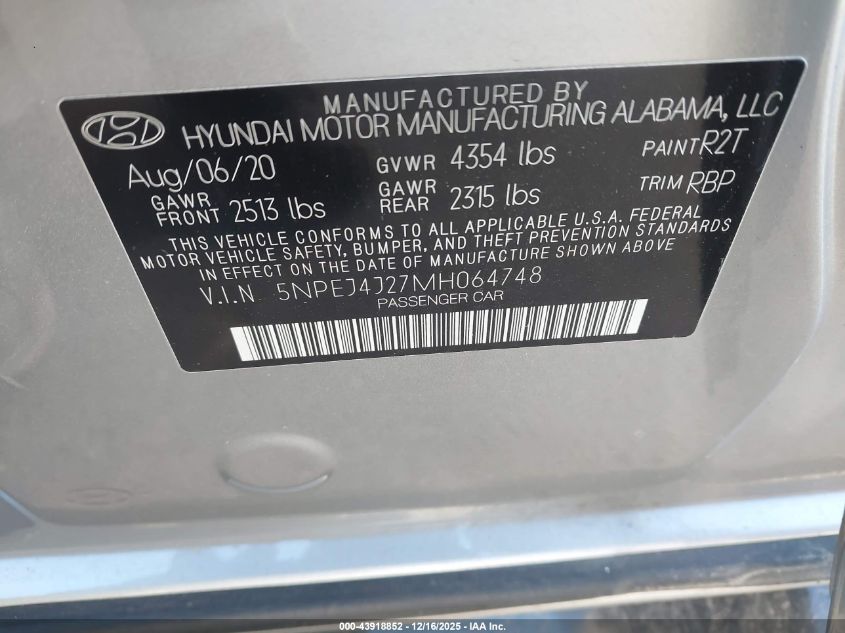 MANUFACTURED BY
HYUNDAI MOTOR MANUFACTURING ALABAMA, LLC
Aug/06/20 GVWR 4354 lbs PAINT R2T
GAWR FRONT 2513 lbs GAWR REAR 2315 lbs TRIM RBP
THIS VEHICLE CONFORMS TO ALL APPLICABLE U.S.A. FEDERAL
MOTOR VEHICLE SAFETY, BUMPER, AND THEFT PREVENTION STANDARDS
IN EFFECT ON THE DATE OF MANUFACTURE SHOWN ABOVE
V.I.N 5NPEJ4J27MH064748
PASSENGER CAR
000-43918852 - 12/16/2025 - IAA Inc.